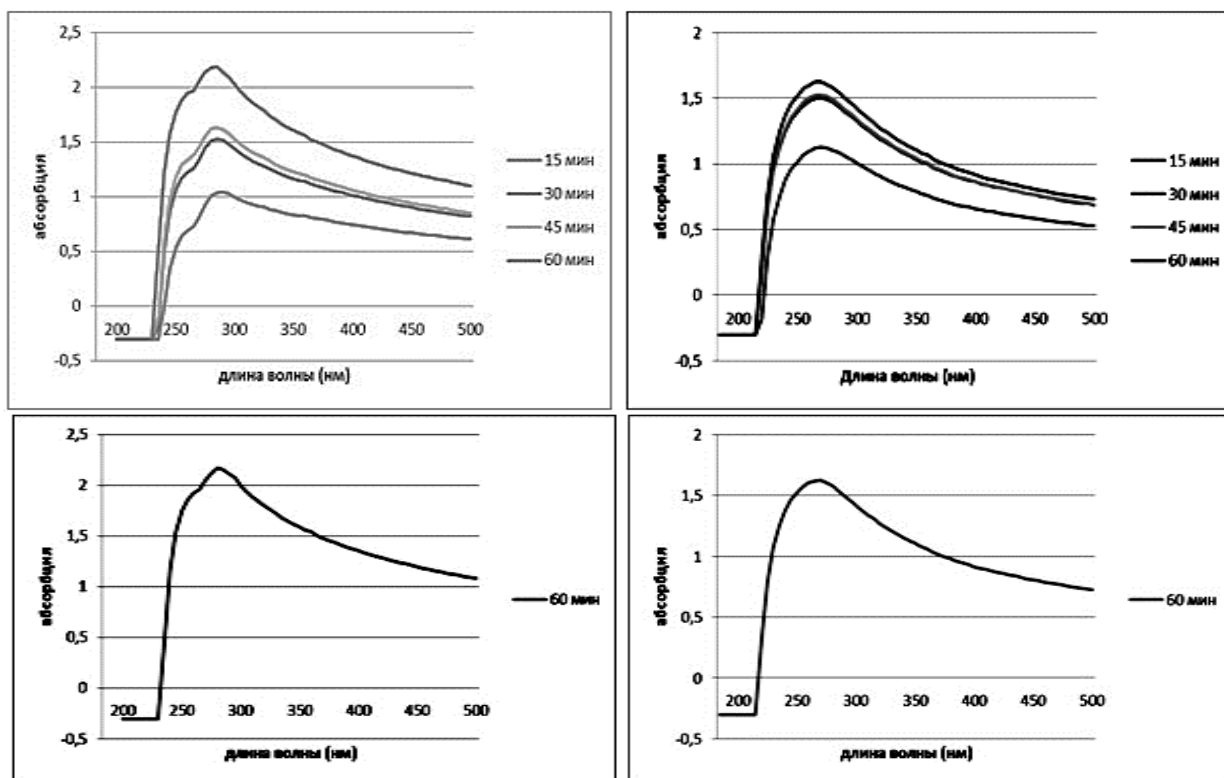 2,5
2
1,5
1
0,5
0
-0,5
абсорбция
200 250 300 350 400 450 500
длина волны (нм)
15 мин
30 мин
45 мин
60 мин
2
1,5
1
0,5
0
-0,5
абсорбция
200 250 300 350 400 450 500
Длина волны (нм)
15 мин
30 мин
45 мин
60 мин
2,5
2
1,5
1
0,5
0
-0,5
абсорбция
200 250 300 350 400 450 500
длина волны (нм)
60 мин
2
1,5
1
0,5
0
-0,5
абсорбция
200 250 300 350 400 450 500
длина волны (нм)
60 мин